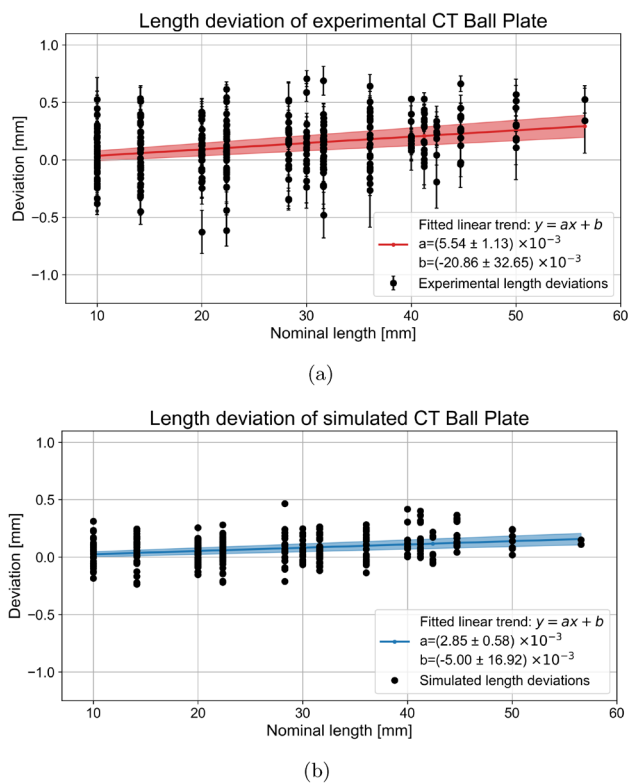 Length deviation of experimental CT Ball Plate
1.0
0.5
0.0
−0.5
−1.0
Deviation [mm]
Fitted linear trend: y = ax + b
a=(5.54 ± 1.13) ×10⁻³
b=(-20.86 ± 32.65) ×10⁻³
Experimental length deviations
10 20 30 40 50 60
Nominal length [mm]
(a)
Length deviation of simulated CT Ball Plate
1.0
0.5
0.0
−0.5
−1.0
Deviation [mm]
Fitted linear trend: y = ax + b
a=(2.85 ± 0.58) ×10⁻³
b=(-5.00 ± 16.92) ×10⁻³
Simulated length deviations
10 20 30 40 50 60
Nominal length [mm]
(b)